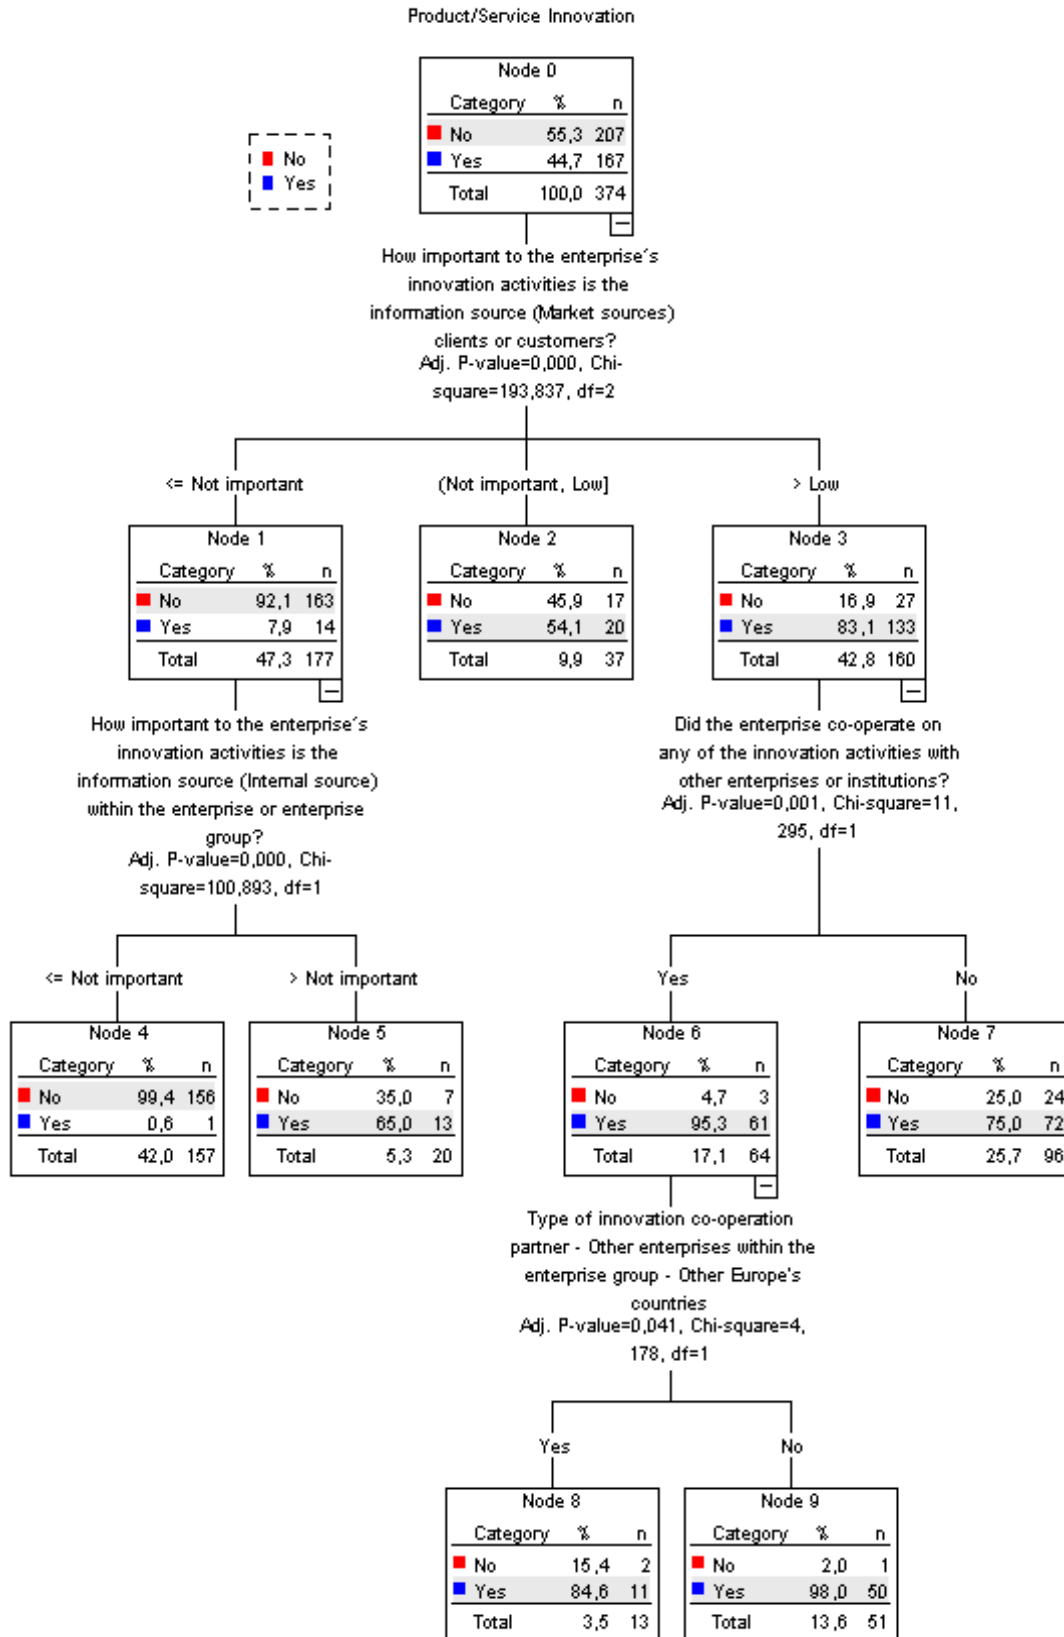 Product/Service Innovation
Node 0
Category % n
No 55,3 207
Yes 44,7 167
Total 100,0 374
No
Yes
How important to the enterprise´s
innovation activities is the
information source (Market sources)
clients or customers?
Adj. P-value=0,000, Chi-
square=193,837, df=2
<= Not important
(Not important, Low]
> Low
Node 1
Category % n
No 92,1 163
Yes 7,9 14
Total 47,3 177
Node 2
Category % n
No 45,9 17
Yes 54,1 20
Total 9,9 37
Node 3
Category % n
No 16,9 27
Yes 83,1 133
Total 42,8 160
How important to the enterprise´s
innovation activities is the
information source (Internal source)
within the enterprise or enterprise
group?
Adj. P-value=0,000, Chi-
square=100,893, df=1
Did the enterprise co-operate on
any of the innovation activities with
other enterprises or institutions?
Adj. P-value=0,001, Chi-square=11,
295, df=1
<= Not important
> Not important
Yes
No
Node 4
Category % n
No 99,4 156
Yes 0,6 1
Total 42,0 157
Node 5
Category % n
No 35,0 7
Yes 65,0 13
Total 5,3 20
Node 6
Category % n
No 4,7 3
Yes 95,3 61
Total 17,1 64
Node 7
Category % n
No 25,0 24
Yes 75,0 72
Total 25,7 96
Type of innovation co-operation
partner - Other enterprises within the
enterprise group - Other Europe's
countries
Adj. P-value=0,041, Chi-square=4,
178, df=1
Yes
No
Node 8
Category % n
No 15,4 2
Yes 84,6 11
Total 3,5 13
Node 9
Category % n
No 2,0 1
Yes 98,0 50
Total 13,6 51